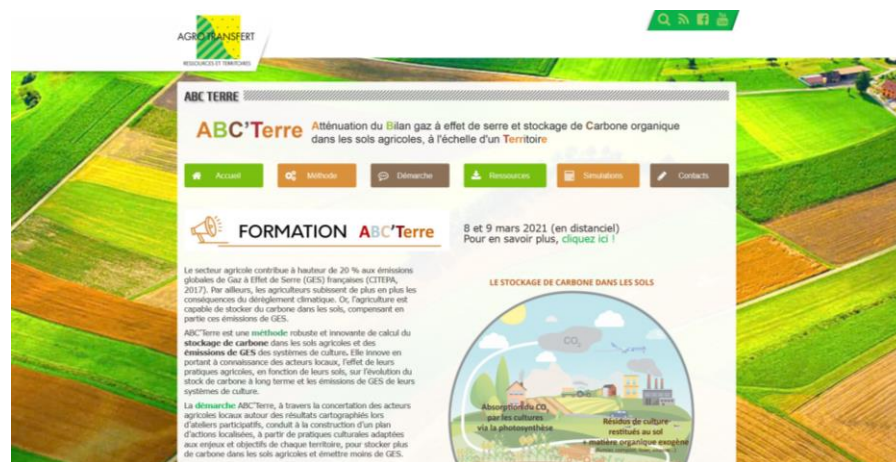 AGRO TRANSFERT
RESSOURCES ET TERRITOIRES
ABC TERRE
ABC'Terre Atténuation du Bilan gaz à effet de serre et stockage de Carbone organique
dans les sols agricoles, à l'échelle d'un Territoire
Accueil
Méthode
Démarche
Ressources
Simulations
Contacts
FORMATION ABC'Terre
8 et 9 mars 2021 (en distanciel)
Pour en savoir plus, cliquez ici !
Le secteur agricole contribue à hauteur de 20 % aux émissions
globales de Gaz à Effet de Serre (GES) françaises (CITEPA,
2017). Par ailleurs, les agriculteurs subissent de plus en plus les
conséquences du dérèglement climatique. Or, l'agriculture est
capable de stocker du carbone dans les sols, compensant en
partie ces émissions de GES.
ABC'Terre est une méthode robuste et innovante de calcul du
stockage de carbone dans les sols agricoles et des
émissions de GES des systèmes de culture. Elle innove en
portant à connaissance des acteurs locaux, l'effet de leurs
pratiques agricoles, en fonction de leurs sols, sur l'évolution du
stock de carbone à long terme et les émissions de GES de leurs
systèmes de culture.
La démarche ABC'Terre, à travers la concertation des acteurs
agricoles locaux autour des résultats cartographiés lors
d'ateliers participatifs, conduit à la construction d'un plan
d'actions localisées, à partir de pratiques culturales adaptées
aux enjeux et objectifs de chaque territoire, pour stocker plus
de carbone dans les sols agricoles et émettre moins de GES.
LE STOCKAGE DE CARBONE DANS LES SOLS
CO2
Absorption du CO2
par les cultures
via la photosynthèse
Résidus de culture
restitués au sol
+ matière organique exogène